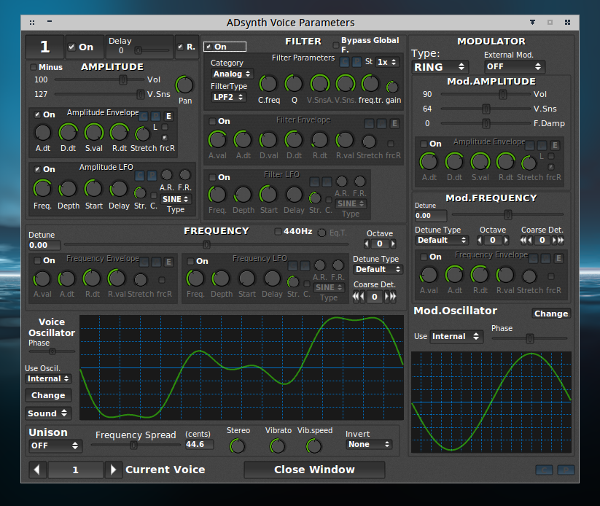 ADsynth Voice Parameters
1
On
Delay
0
R.
Minus
AMPLITUDE
100
Vol
127
V.Sns
Pan
On
Amplitude Envelope
E
A.dt D.dt S.val R.dt Stretch frcR
L
On
Amplitude LFO
A.R. F.R.
Freq. Depth Start Delay Str. C.
SINE
Type
On
FILTER
Bypass Global F.
Category
Filter Parameters
St 1x
Analog
FilterType
LPF2
C.freq Q V.SnsA V.Sns. freq.tr. gain
On
Filter Envelope
E
A.val A.dt D.val D.dt R.dt R.val Stretch frcR
On
Filter LFO
A.R. F.R.
Freq. Depth Start Delay Str. C.
SINE
Type
MODULATOR
Type:
RING
External Mod.
OFF
Mod.AMPLITUDE
90
Vol
64
V.Sns
0
F.Damp
On
Amplitude Envelope
E
A.dt D.dt S.val R.dt Stretch frcR
L
Mod.FREQUENCY
Detune
0.00
Detune Type
Default
Octave
0
Coarse Det.
0
On
Frequency Envelope
E
A.val A.dt R.dt R.val Stretch frcR
Detune
0.00
FREQUENCY
440Hz
Eq.T.
Octave
0
On
Frequency Envelope
E
A.val A.dt R.dt R.val Stretch frcR
On
Frequency LFO
A.R. F.R.
Freq. Depth Start Delay Str. C.
SINE
Type
Detune Type
Default
Coarse Det.
0
Voice
Oscillator
Phase
Use Oscil.
Internal
Change
Sound
Mod.Oscillator
Change
Phase
Use
Internal
Unison
OFF
Frequency Spread
(cents)
44.6
Stereo
Vibrato
Vib.speed
Invert
None
1
Current Voice
Close Window